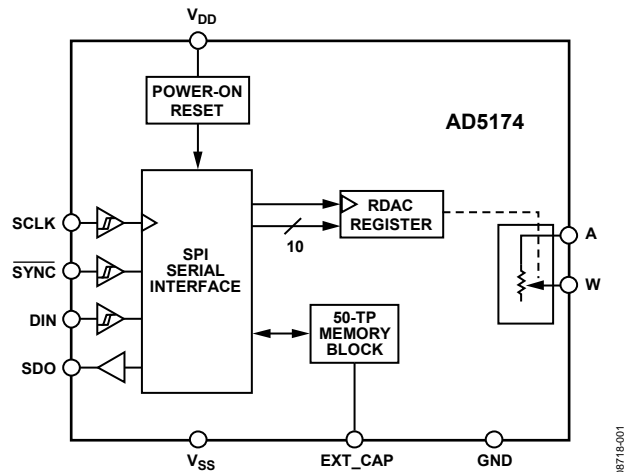 VDD
POWER-ON
RESET
AD5174
SCLK
SYNC
DIN
SDO
SPI
SERIAL
INTERFACE
10
RDAC
REGISTER
A
W
50-TP
MEMORY
BLOCK
VSS
EXT_CAP
GND
08718-001